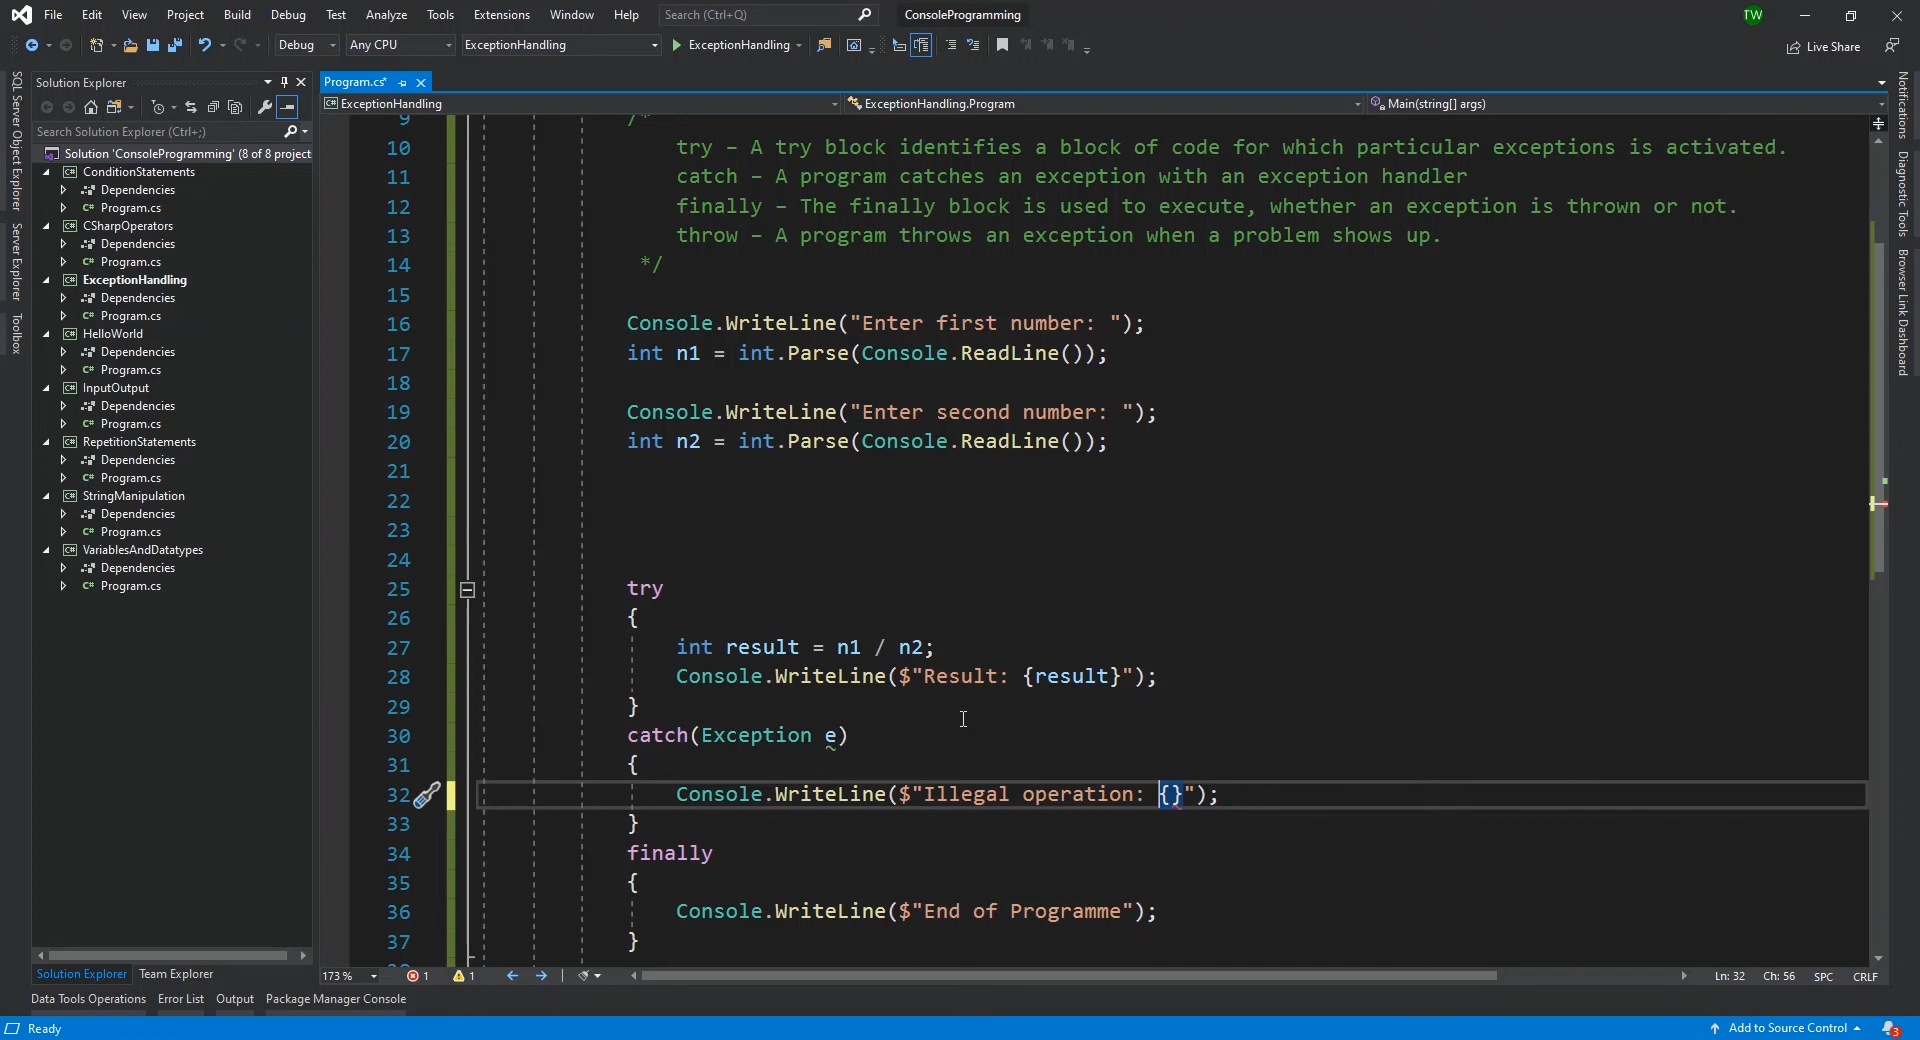 File Edit View Project Build Debug Test Analyze Tools Extensions Window Help Search (Ctrl+Q) ConsoleProgramming TW
Debug Any CPU ExceptionHandling ExceptionHandling Live Share
SQL Server Object Explorer
Server Explorer
Toolbox
Solution Explorer
Search Solution Explorer (Ctrl+;)
Solution 'ConsoleProgramming' (8 of 8 project
ConditionStatements
Dependencies
C# Program.cs
CSharpOperators
Dependencies
C# Program.cs
ExceptionHandling
Dependencies
C# Program.cs
HelloWorld
Dependencies
C# Program.cs
InputOutput
Dependencies
C# Program.cs
RepetitionStatements
Dependencies
C# Program.cs
StringManipulation
Dependencies
C# Program.cs
VariablesAndDatatypes
Dependencies
C# Program.cs
Solution Explorer Team Explorer
Program.cs*
ExceptionHandling ExceptionHandling.Program Main(string[] args)
9 /*
10 try – A try block identifies a block of code for which particular exceptions is activated.
11 catch – A program catches an exception with an exception handler
12 finally – The finally block is used to execute, whether an exception is thrown or not.
13 throw – A program throws an exception when a problem shows up.
14 */
15
16 Console.WriteLine("Enter first number: ");
17 int n1 = int.Parse(Console.ReadLine());
18
19 Console.WriteLine("Enter second number: ");
20 int n2 = int.Parse(Console.ReadLine());
21
22
23
24
25 try
26 {
27 int result = n1 / n2;
28 Console.WriteLine($"Result: {result}");
29 }
30 catch(Exception e)
31 {
32 Console.WriteLine($"Illegal operation: {}");
33 }
34 finally
35 {
36 Console.WriteLine($"End of Programme");
37 }
173 % 1 1 Ln: 32 Ch: 56 SPC CRLF
Notifications
Diagnostic Tools
Browser Link Dashboard
Data Tools Operations Error List Output Package Manager Console
Ready Add to Source Control 3